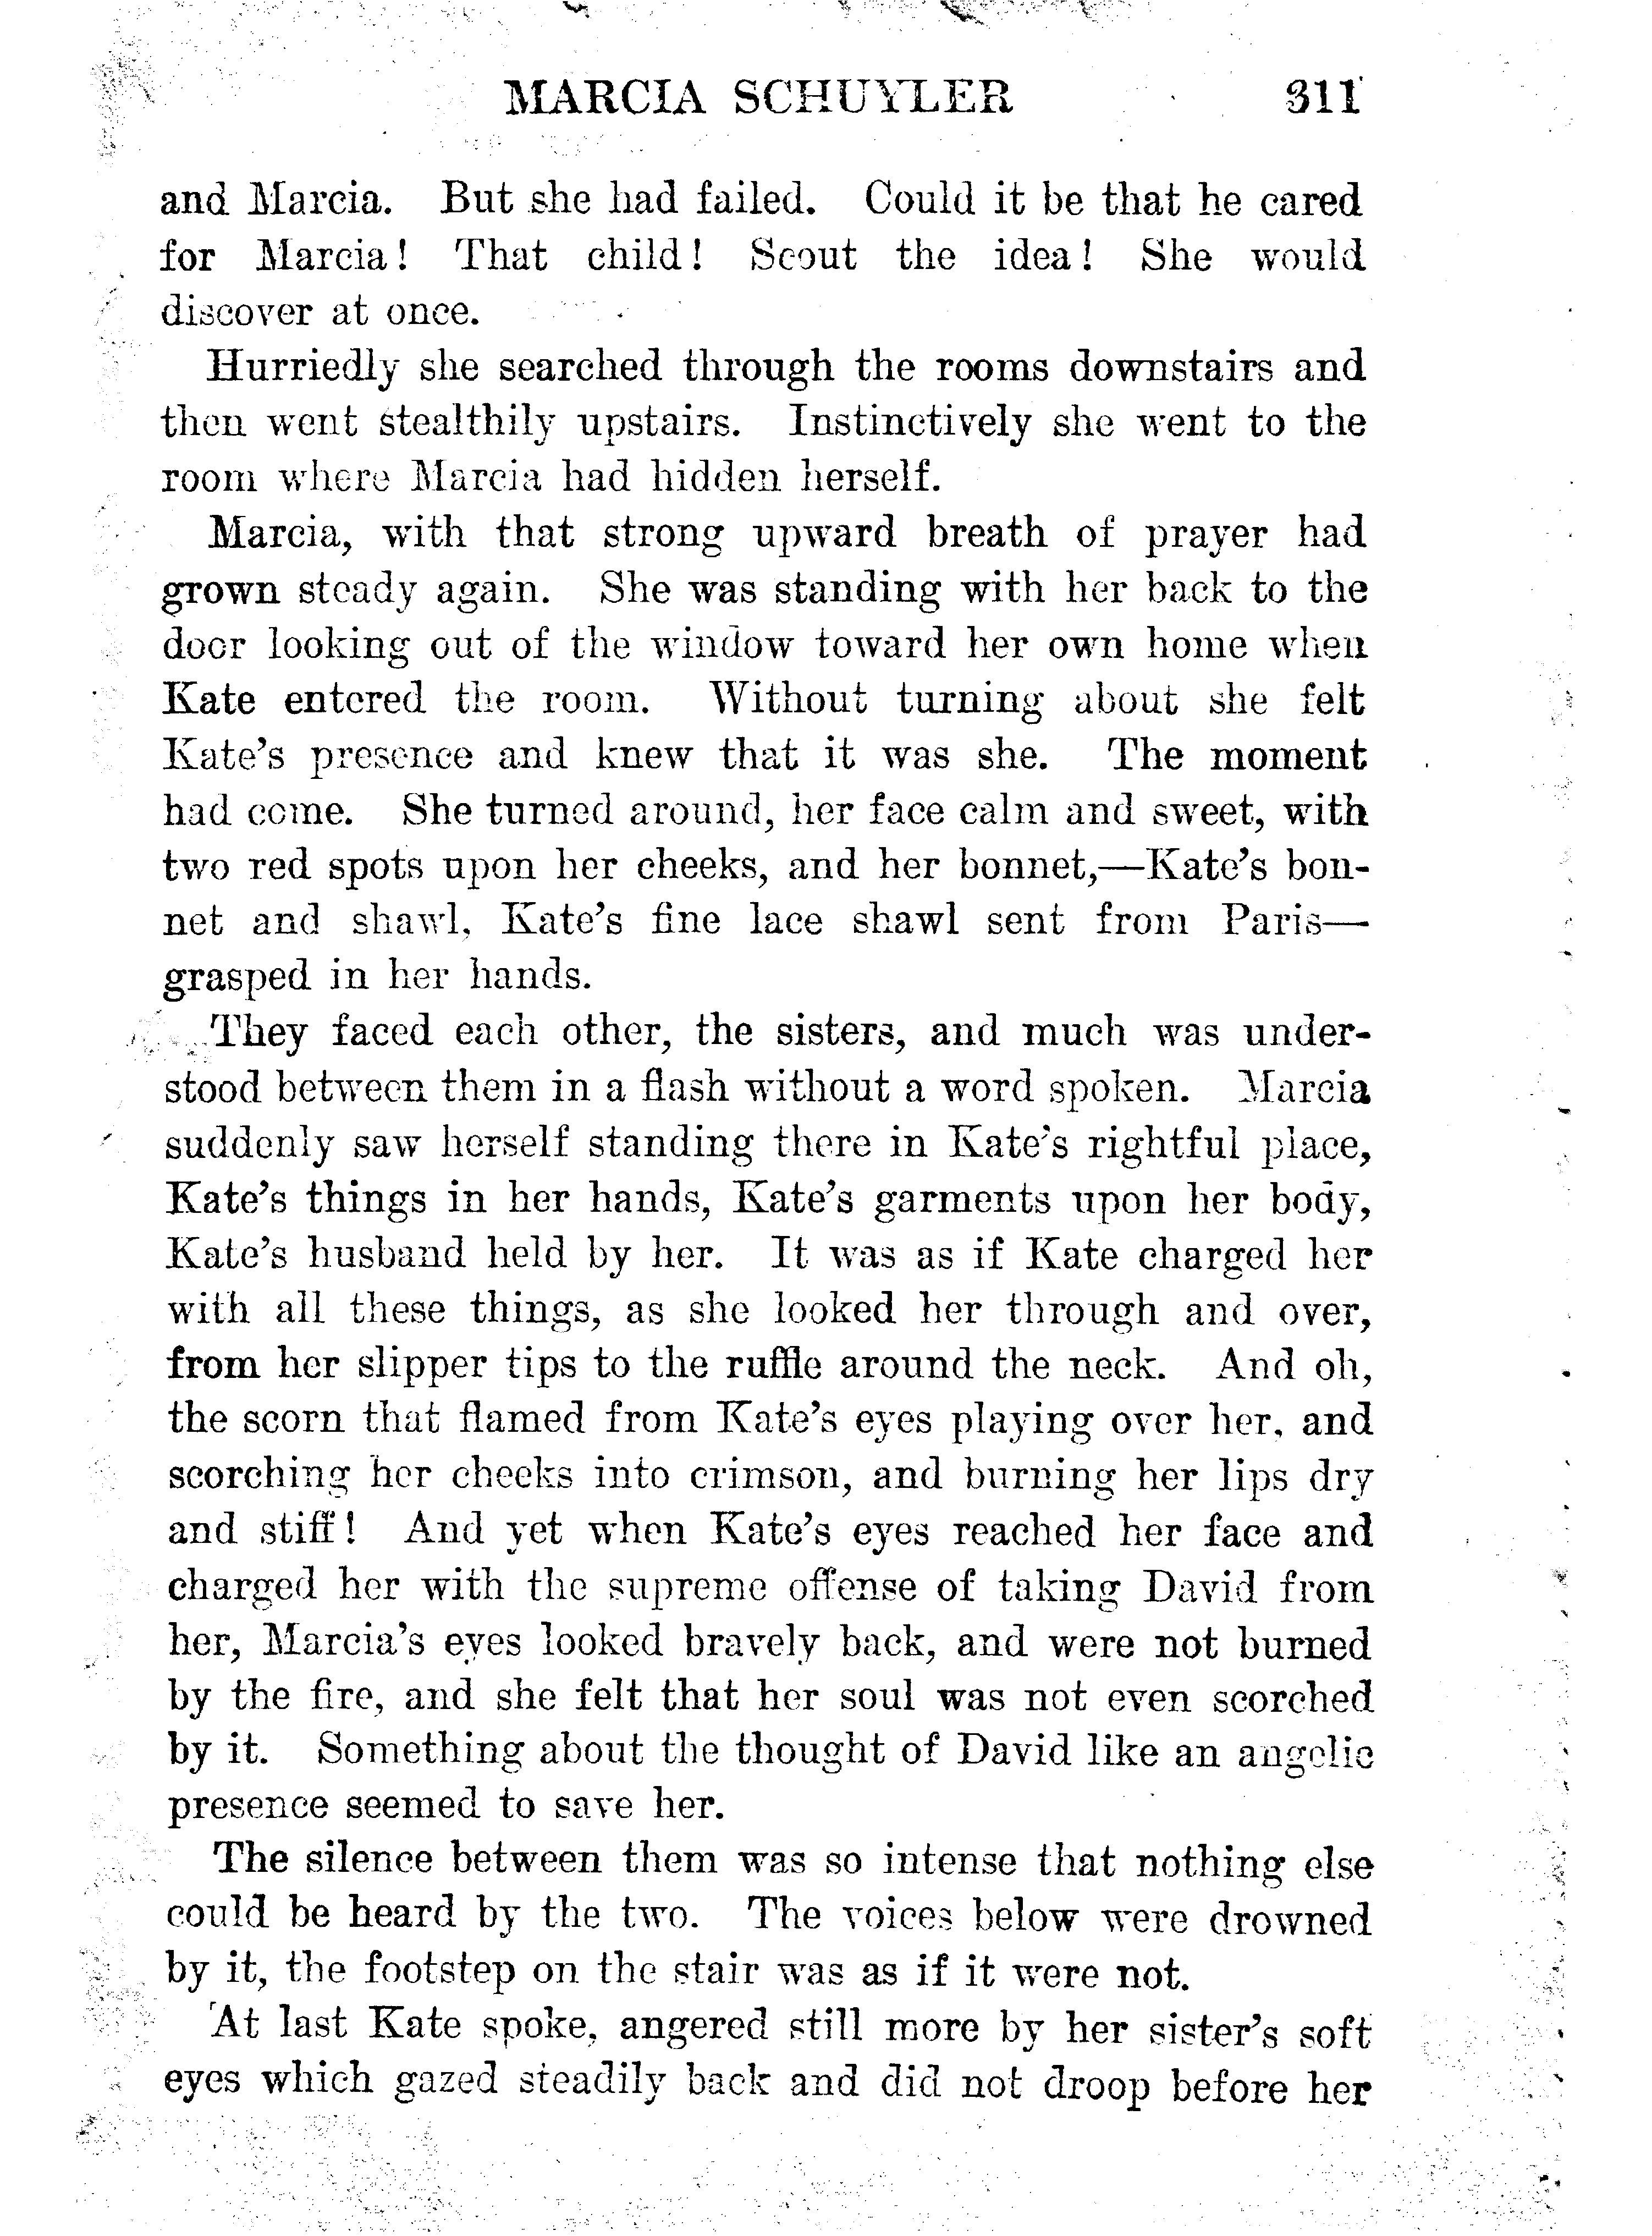 MARCIA SCHUYLER 311
and Marcia. But she had failed. Could it be that he cared
for Marcia! That child! Scout the idea! She would
discover at once.
Hurriedly she searched through the rooms downstairs and
then went stealthily upstairs. Instinctively she went to the
room where Marcia had hidden herself.
Marcia, with that strong upward breath of prayer had
grown steady again. She was standing with her back to the
door looking out of the window toward her own home when
Kate entered the room. Without turning about she felt
Kate's presence and knew that it was she. The moment
had come. She turned around, her face calm and sweet, with
two red spots upon her cheeks, and her bonnet,—Kate's bon-
net and shawl, Kate's fine lace shawl sent from Paris—
grasped in her hands.
They faced each other, the sisters, and much was under-
stood between them in a flash without a word spoken. Marcia
suddenly saw herself standing there in Kate's rightful place,
Kate's things in her hands, Kate's garments upon her body,
Kate's husband held by her. It was as if Kate charged her
with all these things, as she looked her through and over,
from her slipper tips to the ruffle around the neck. And oh,
the scorn that flamed from Kate's eyes playing over her, and
scorching her cheeks into crimson, and burning her lips dry
and stiff! And yet when Kate's eyes reached her face and
charged her with the supreme offense of taking David from
her, Marcia's eyes looked bravely back, and were not burned
by the fire, and she felt that her soul was not even scorched
by it. Something about the thought of David like an angelic
presence seemed to save her.
The silence between them was so intense that nothing else
could be heard by the two. The voices below were drowned
by it, the footstep on the stair was as if it were not.
At last Kate spoke, angered still more by her sister's soft
eyes which gazed steadily back and did not droop before her